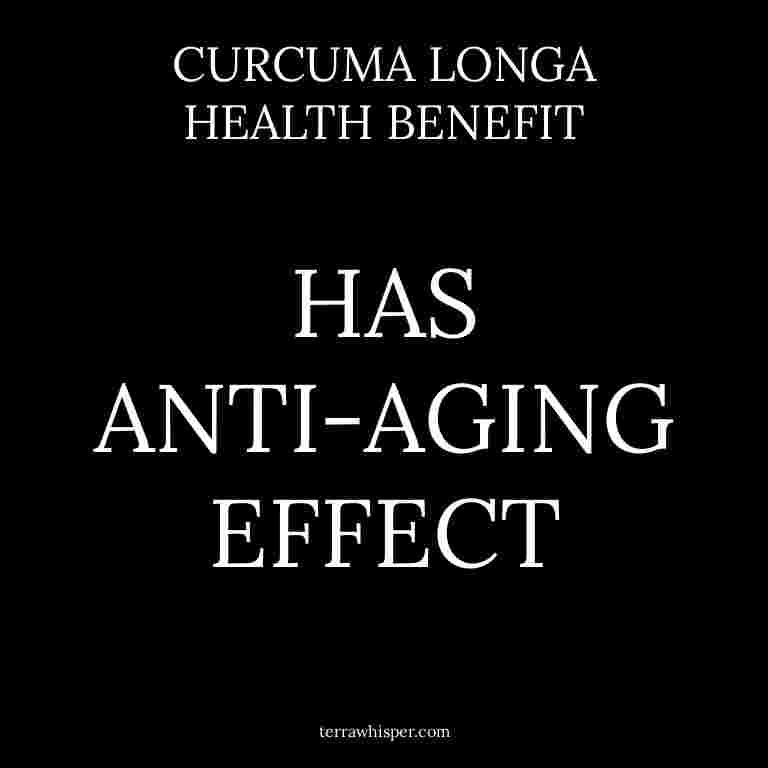 CURCUMA LONGA
HEALTH BENEFIT
HAS
ANTI-AGING
EFFECT
terrawhisper.com